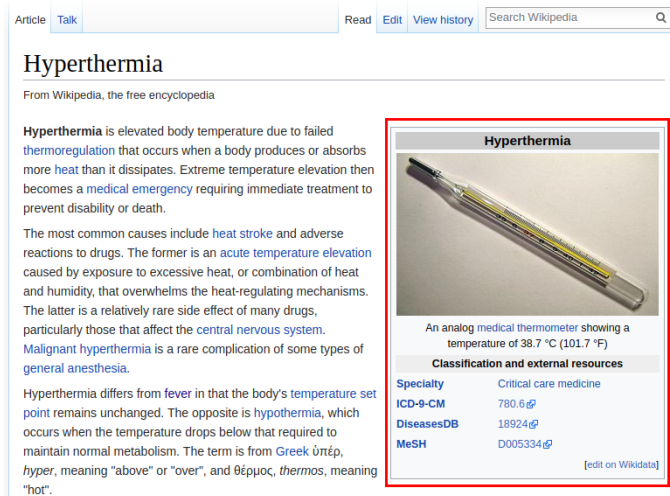 Article Talk Read Edit View history Search Wikipedia
Hyperthermia
From Wikipedia, the free encyclopedia
Hyperthermia is elevated body temperature due to failed
thermoregulation that occurs when a body produces or absorbs
more heat than it dissipates. Extreme temperature elevation then
becomes a medical emergency requiring immediate treatment to
prevent disability or death.
The most common causes include heat stroke and adverse
reactions to drugs. The former is an acute temperature elevation
caused by exposure to excessive heat, or combination of heat
and humidity, that overwhelms the heat-regulating mechanisms.
The latter is a relatively rare side effect of many drugs,
particularly those that affect the central nervous system.
Malignant hyperthermia is a rare complication of some types of
general anesthesia.
Hyperthermia differs from fever in that the body's temperature set
point remains unchanged. The opposite is hypothermia, which
occurs when the temperature drops below that required to
maintain normal metabolism. The term is from Greek ὑπέρ,
hyper, meaning "above" or "over", and θέρμος, thermos, meaning
"hot".
Hyperthermia
An analog medical thermometer showing a
temperature of 38.7 °C (101.7 °F)
Classification and external resources
Specialty Critical care medicine
ICD-9-CM 780.6
DiseasesDB 18924
MeSH D005334
[edit on Wikidata]